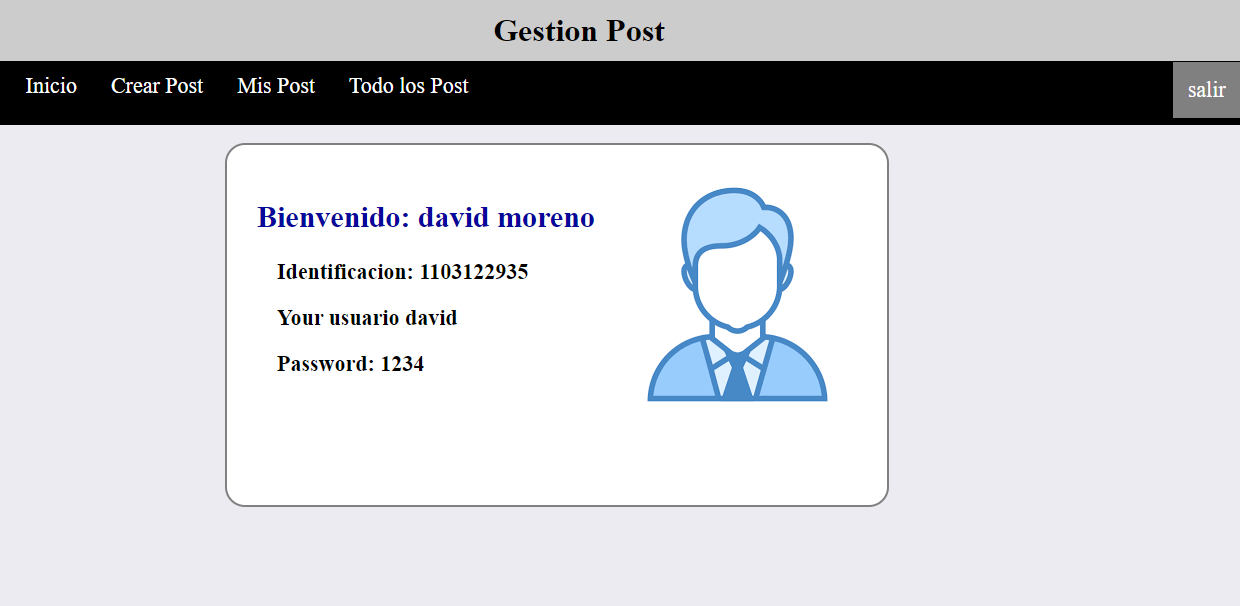 Gestion Post
Inicio Crear Post Mis Post Todo los Post salir
Bienvenido: david moreno
Identificacion: 1103122935
Your usuario david
Password: 1234